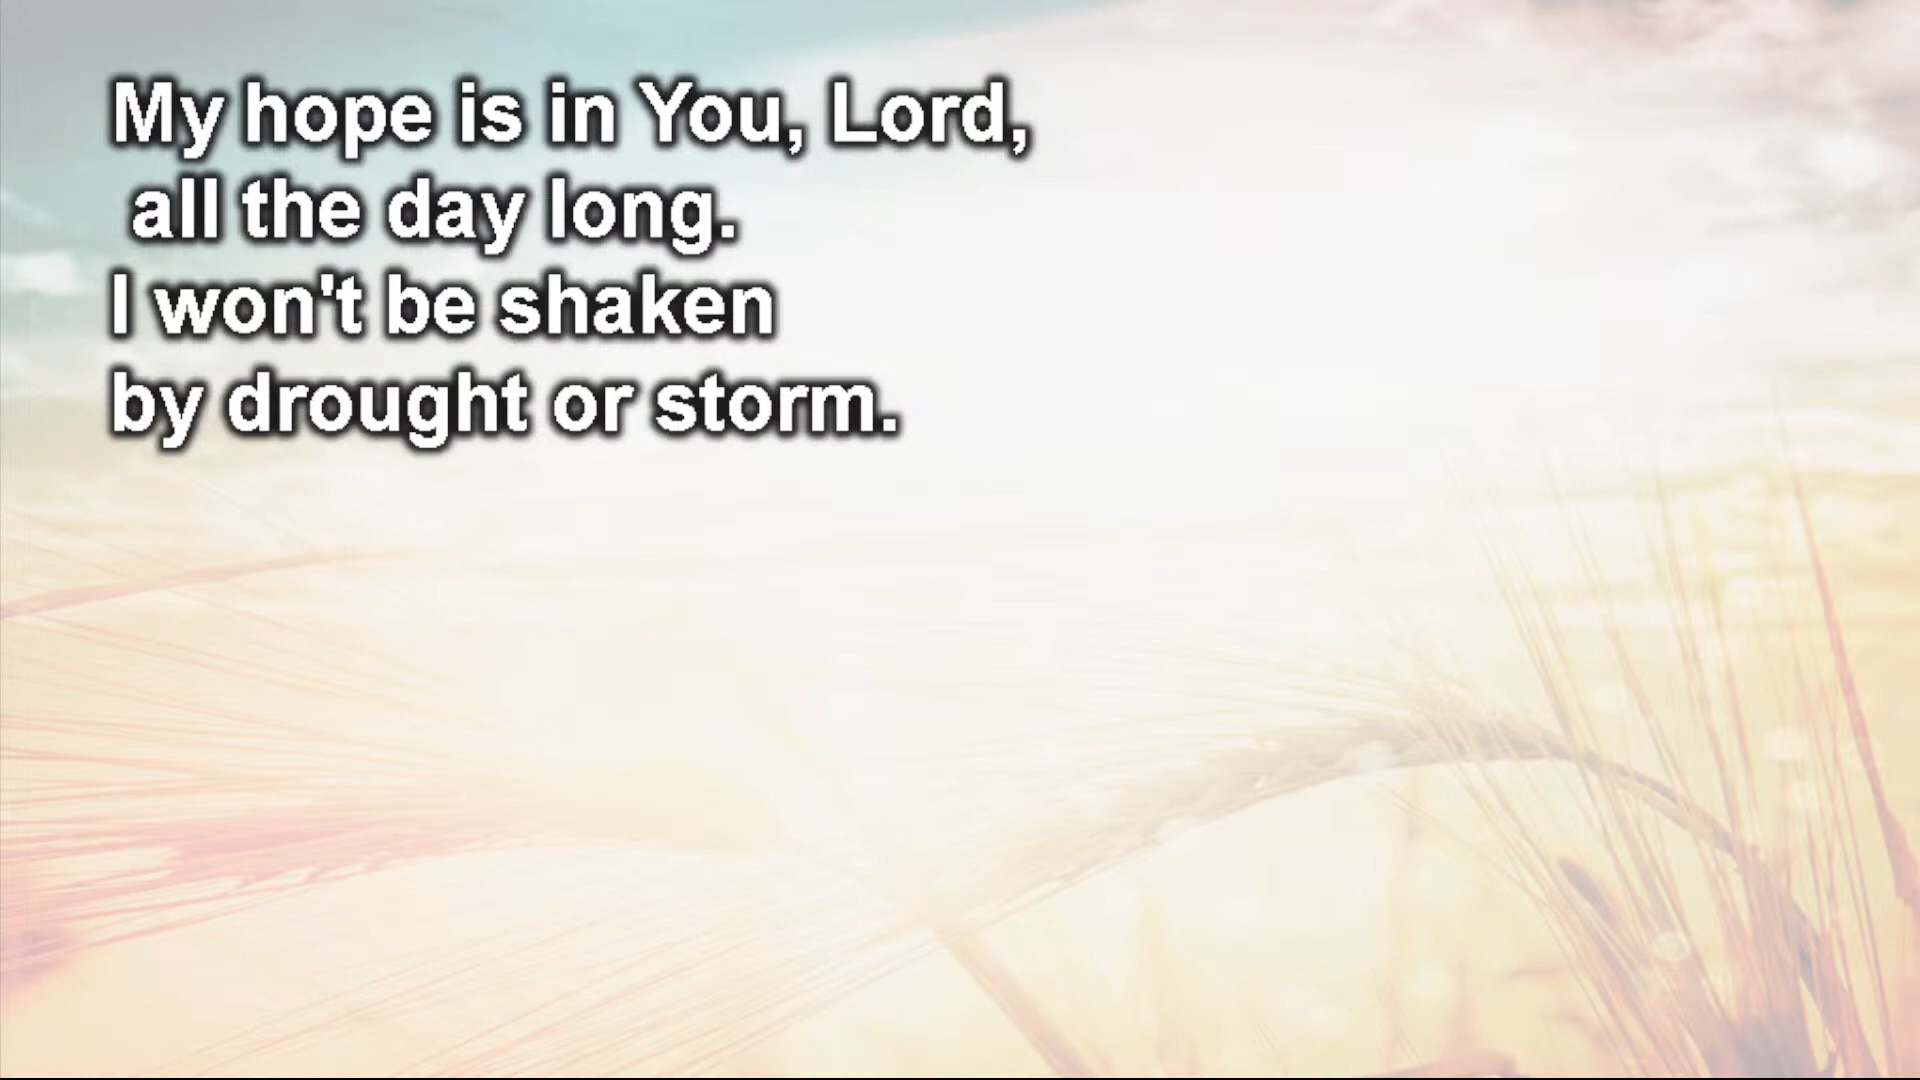 My hope is in You, Lord,
all the day long.
I won't be shaken
by drought or storm.